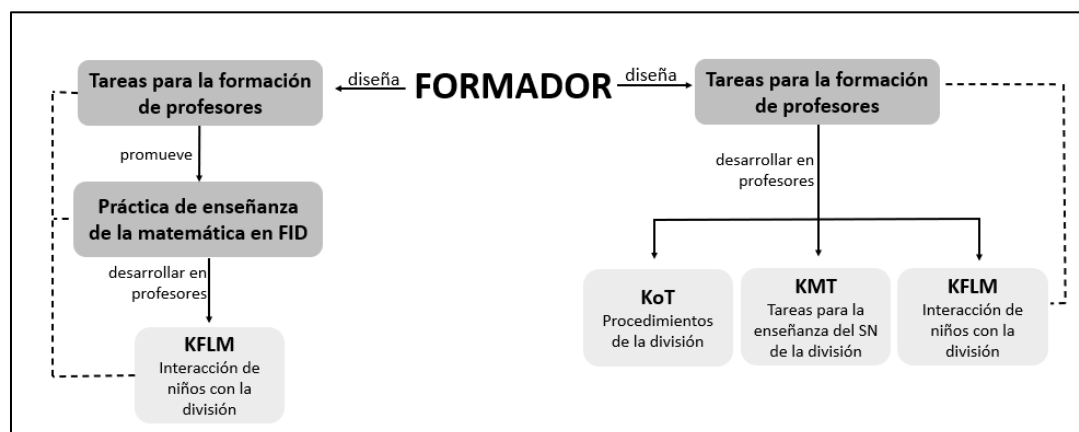 FORMADOR
diseña
diseña
Tareas para la formación
de profesores
promueve
Práctica de enseñanza
de la matemática en FID
desarrollar en
profesores
KFLM
Interacción de
niños con la
división
Tareas para la formación
de profesores
desarrollar en
profesores
KoT
Procedimientos
de la división
KMT
Tareas para la
enseñanza del SN
de la división
KFLM
Interacción de
niños con la
división